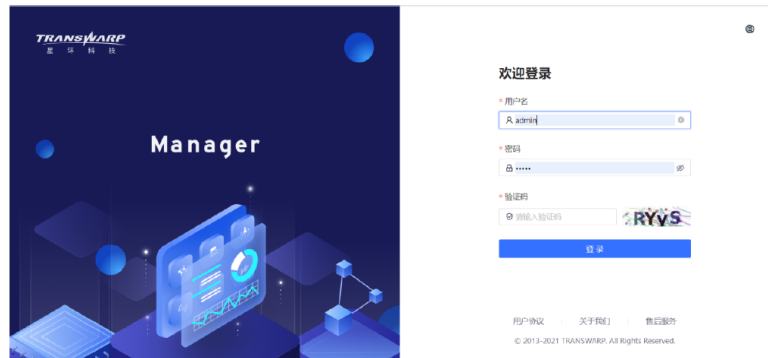 TRANSWARP
星环科技
Manager
欢迎登录
* 用户名
admin
* 密码
•••••
* 验证码
请输入验证码
RYvS
登 录
用户协议
关于我们
售后服务
© 2013-2021 TRANSWARP. All Rights Reserved.